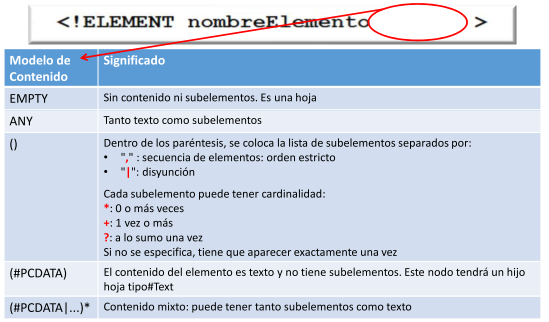 <!ELEMENT nombreElemento >
Modelo de Significado
Contenido
EMPTY Sin contenido ni subelementos. Es una hoja
ANY Tanto texto como subelementos
() Dentro de los paréntesis, se coloca la lista de subelementos separados por:
• "," : secuencia de elementos: orden estricto
• "|": disyunción
Cada subelemento puede tener cardinalidad:
*: 0 o más veces
+: 1 vez o más
?: a lo sumo una vez
Si no se especifica, tiene que aparecer exactamente una vez
(#PCDATA) El contenido del elemento es texto y no tiene subelementos. Este nodo tendrá un hijo
hoja tipo#Text
(#PCDATA|...)* Contenido mixto: puede tener tanto subelementos como texto